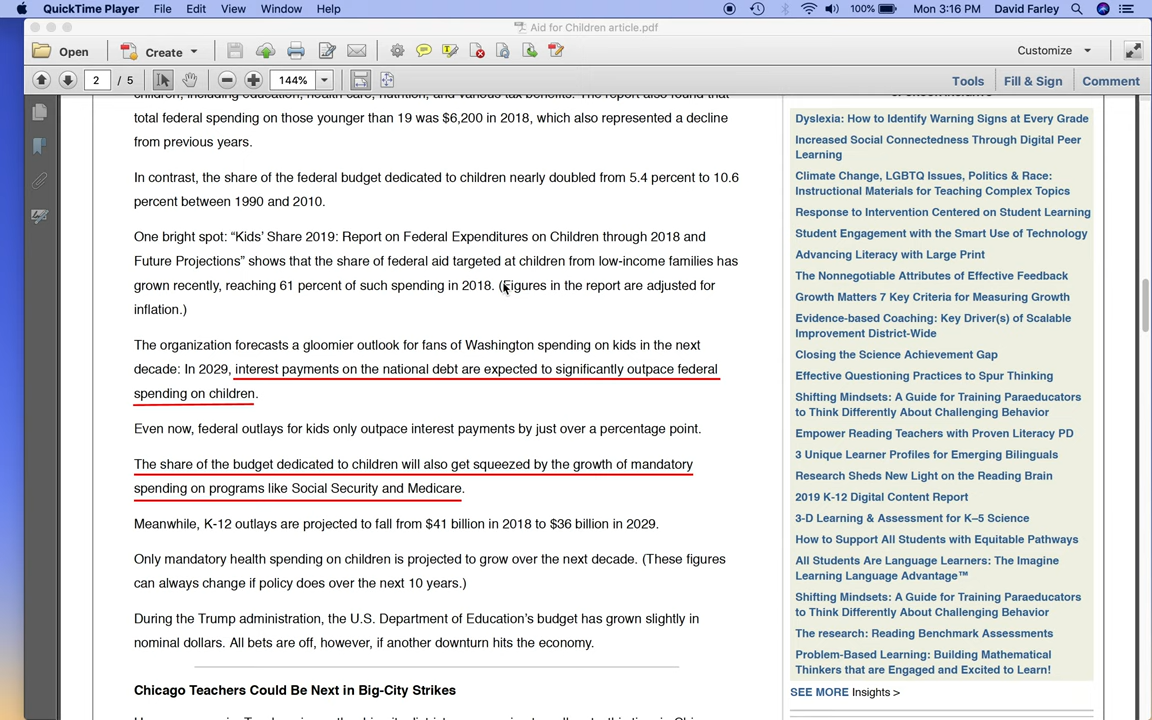 QuickTime Player File Edit View Window Help 100% Mon 3:16 PM David Farley
Aid for Children article.pdf
Open Create Customize
2 / 5 144% Tools Fill & Sign Comment
children, including education, health care, nutrition, and various tax benefits. The report also found that
total federal spending on those younger than 19 was $6,200 in 2018, which also represented a decline
from previous years.
In contrast, the share of the federal budget dedicated to children nearly doubled from 5.4 percent to 10.6
percent between 1990 and 2010.
One bright spot: “Kids’ Share 2019: Report on Federal Expenditures on Children through 2018 and
Future Projections” shows that the share of federal aid targeted at children from low-income families has
grown recently, reaching 61 percent of such spending in 2018. (Figures in the report are adjusted for
inflation.)
The organization forecasts a gloomier outlook for fans of Washington spending on kids in the next
decade: In 2029, interest payments on the national debt are expected to significantly outpace federal
spending on children.
Even now, federal outlays for kids only outpace interest payments by just over a percentage point.
The share of the budget dedicated to children will also get squeezed by the growth of mandatory
spending on programs like Social Security and Medicare.
Meanwhile, K-12 outlays are projected to fall from $41 billion in 2018 to $36 billion in 2029.
Only mandatory health spending on children is projected to grow over the next decade. (These figures
can always change if policy does over the next 10 years.)
During the Trump administration, the U.S. Department of Education’s budget has grown slightly in
nominal dollars. All bets are off, however, if another downturn hits the economy.
Chicago Teachers Could Be Next in Big-City Strikes
Dyslexia: How to Identify Warning Signs at Every Grade
Increased Social Connectedness Through Digital Peer
Learning
Climate Change, LGBTQ Issues, Politics & Race:
Instructional Materials for Teaching Complex Topics
Response to Intervention Centered on Student Learning
Student Engagement with the Smart Use of Technology
Advancing Literacy with Large Print
The Nonnegotiable Attributes of Effective Feedback
Growth Matters 7 Key Criteria for Measuring Growth
Evidence-based Coaching: Key Driver(s) of Scalable
Improvement District-Wide
Closing the Science Achievement Gap
Effective Questioning Practices to Spur Thinking
Shifting Mindsets: A Guide for Training Paraeducators
to Think Differently About Challenging Behavior
Empower Reading Teachers with Proven Literacy PD
3 Unique Learner Profiles for Emerging Bilinguals
Research Sheds New Light on the Reading Brain
2019 K-12 Digital Content Report
3-D Learning & Assessment for K–5 Science
How to Support All Students with Equitable Pathways
All Students Are Language Learners: The Imagine
Learning Language Advantage™
Shifting Mindsets: A Guide for Training Paraeducators
to Think Differently About Challenging Behavior
The research: Reading Benchmark Assessments
Problem-Based Learning: Building Mathematical
Thinkers that are Engaged and Excited to Learn!
SEE MORE Insights >